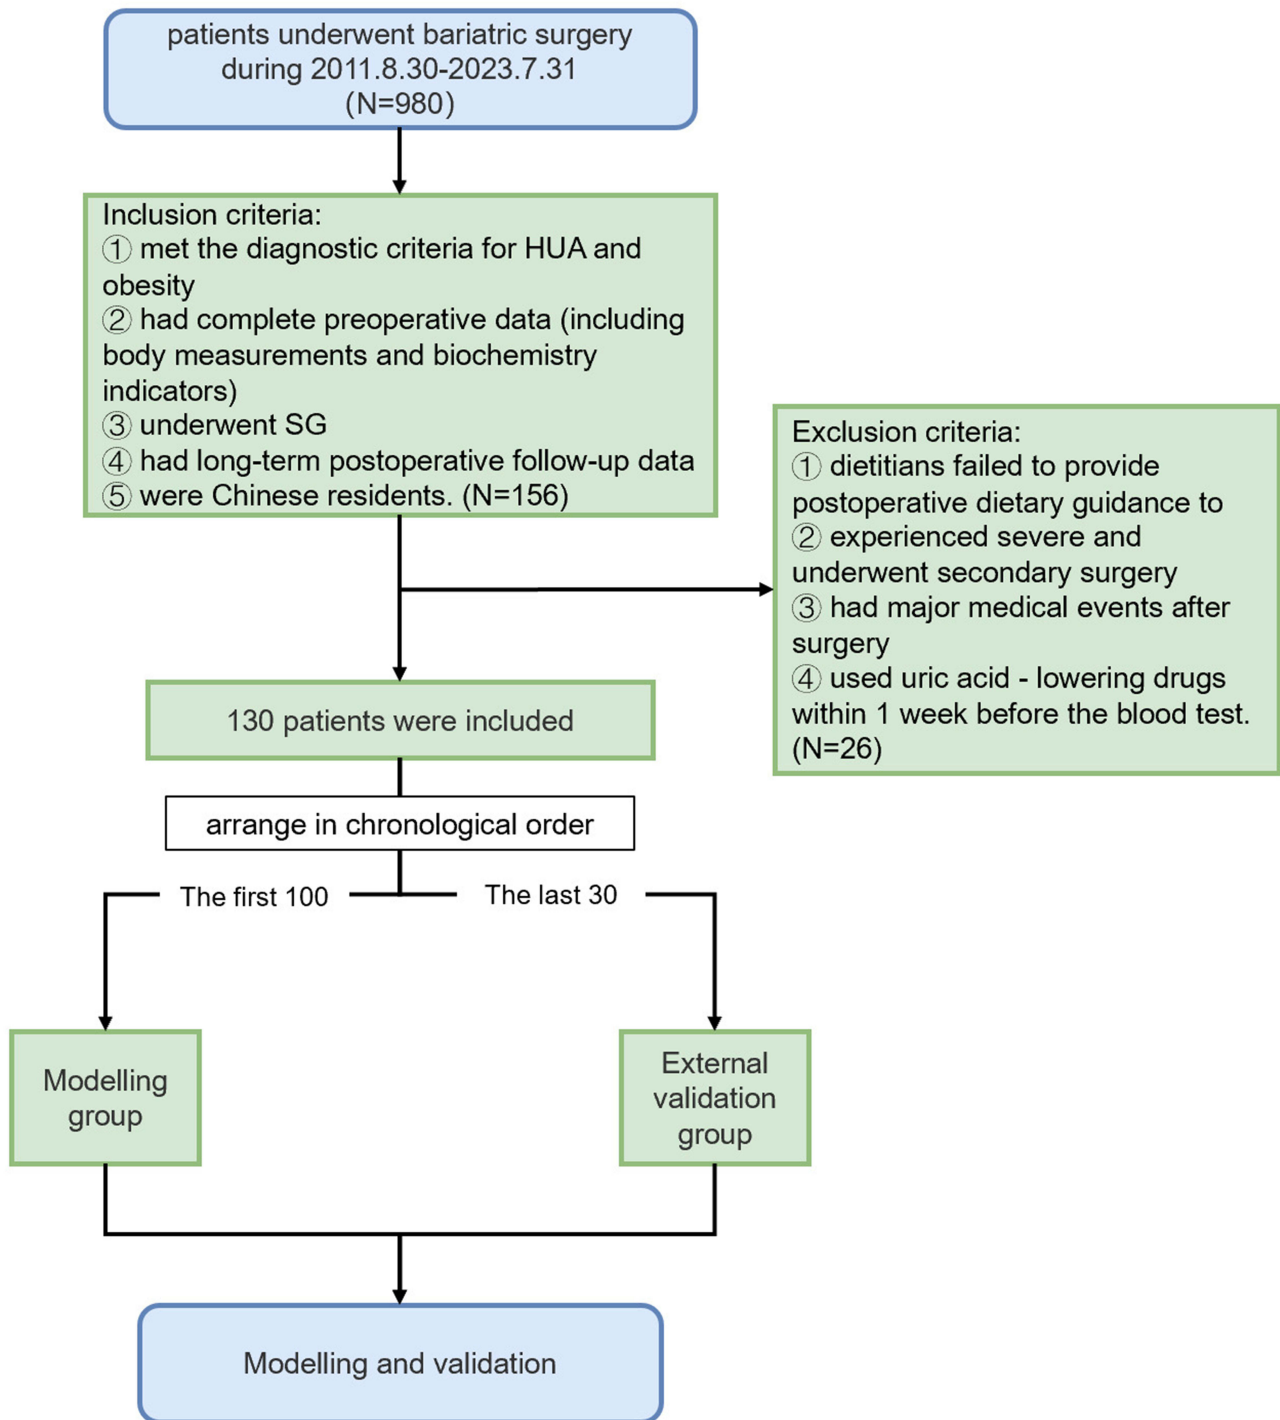 patients underwent bariatric surgery
during 2011.8.30-2023.7.31
(N=980)
Inclusion criteria:
① met the diagnostic criteria for HUA and
obesity
② had complete preoperative data (including
body measurements and biochemistry
indicators)
③ underwent SG
④ had long-term postoperative follow-up data
⑤ were Chinese residents. (N=156)
Exclusion criteria:
① dietitians failed to provide
postoperative dietary guidance to
② experienced severe and
underwent secondary surgery
③ had major medical events after
surgery
④ used uric acid - lowering drugs
within 1 week before the blood test.
(N=26)
130 patients were included
arrange in chronological order
The first 100
The last 30
Modelling
group
External
validation
group
Modelling and validation